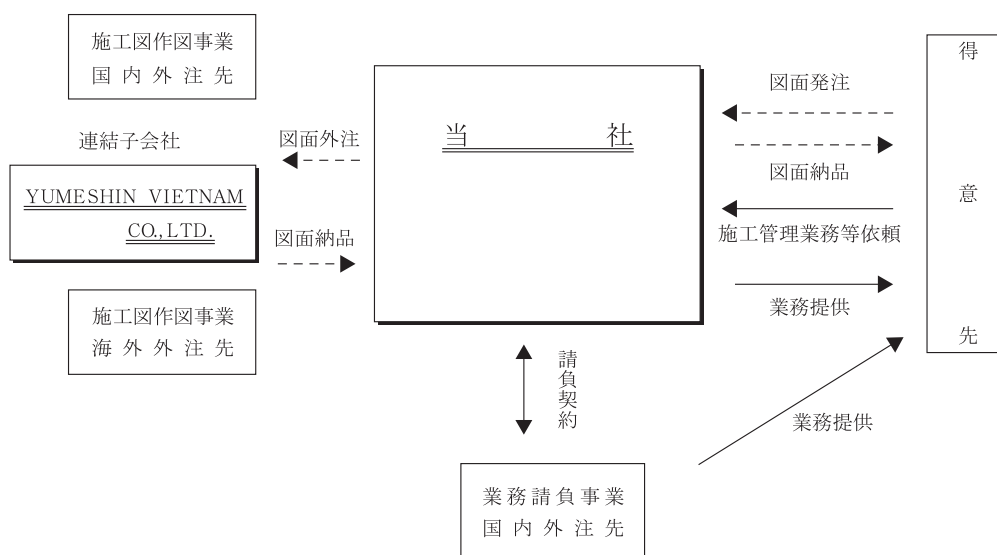 施工図作図事業
国内外注先
連結子会社
YUMESHIN VIETNAM
CO.,LTD.
施工図作図事業
海外外注先
図面外注
図面納品
当社
請負契約
業務請負事業
国内外注先
図面発注
図面納品
施工管理業務等依頼
業務提供
業務提供
得意先